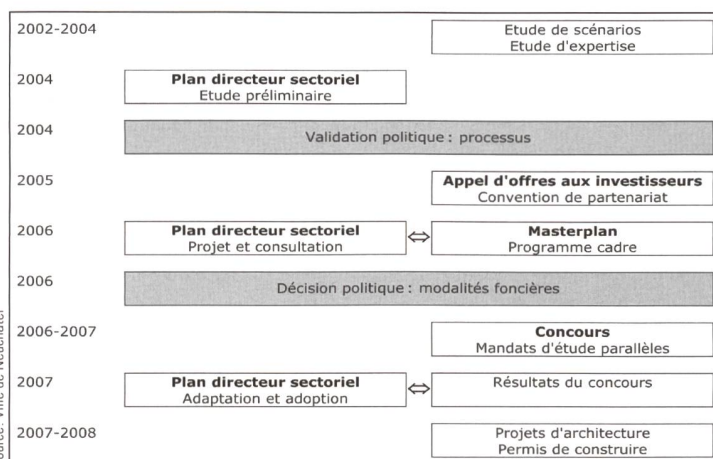 2002-2004
Etude de scénarios
Etude d'expertise
2004
Plan directeur sectoriel
Etude préliminaire
2004
Validation politique : processus
2005
Appel d'offres aux investisseurs
Convention de partenariat
2006
Plan directeur sectoriel
Projet et consultation
⇔
Masterplan
Programme cadre
2006
Décision politique : modalités foncières
2006-2007
Concours
Mandats d'étude parallèles
2007
Plan directeur sectoriel
Adaptation et adoption
⇔
Résultats du concours
2007-2008
Projets d'architecture
Permis de construire
Ville de Neuchâtel